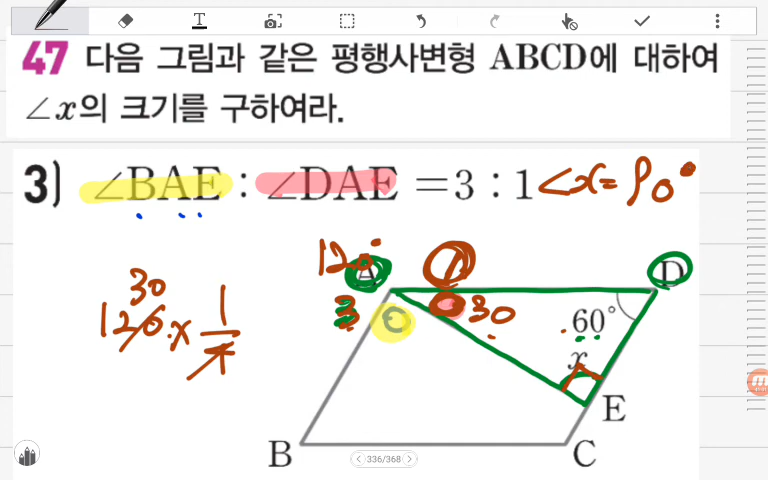 47 다음 그림과 같은 평행사변형 ABCD에 대하여
∠x의 크기를 구하여라.
3) ∠BAE : ∠DAE = 3 : 1 ∠x = 90°
120° A 1 D
30
120 × 1/4
3 30 60°
x
E
B C
336/368